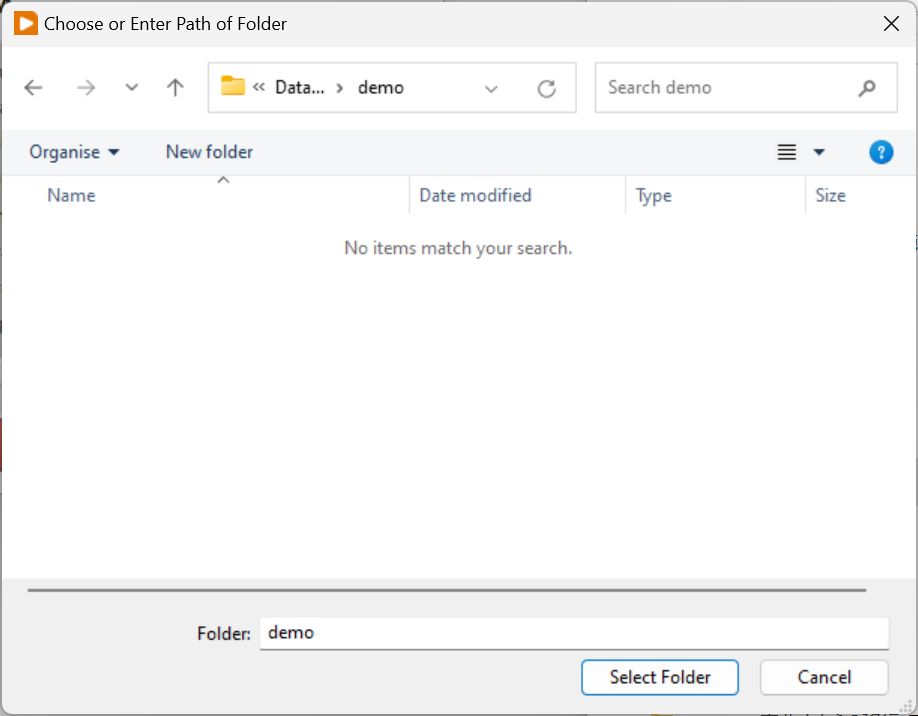 Choose or Enter Path of Folder
« Data... › demo
Search demo
Organise
New folder
?
Name
Date modified
Type
Size
No items match your search.
Folder:
demo
Select Folder
Cancel